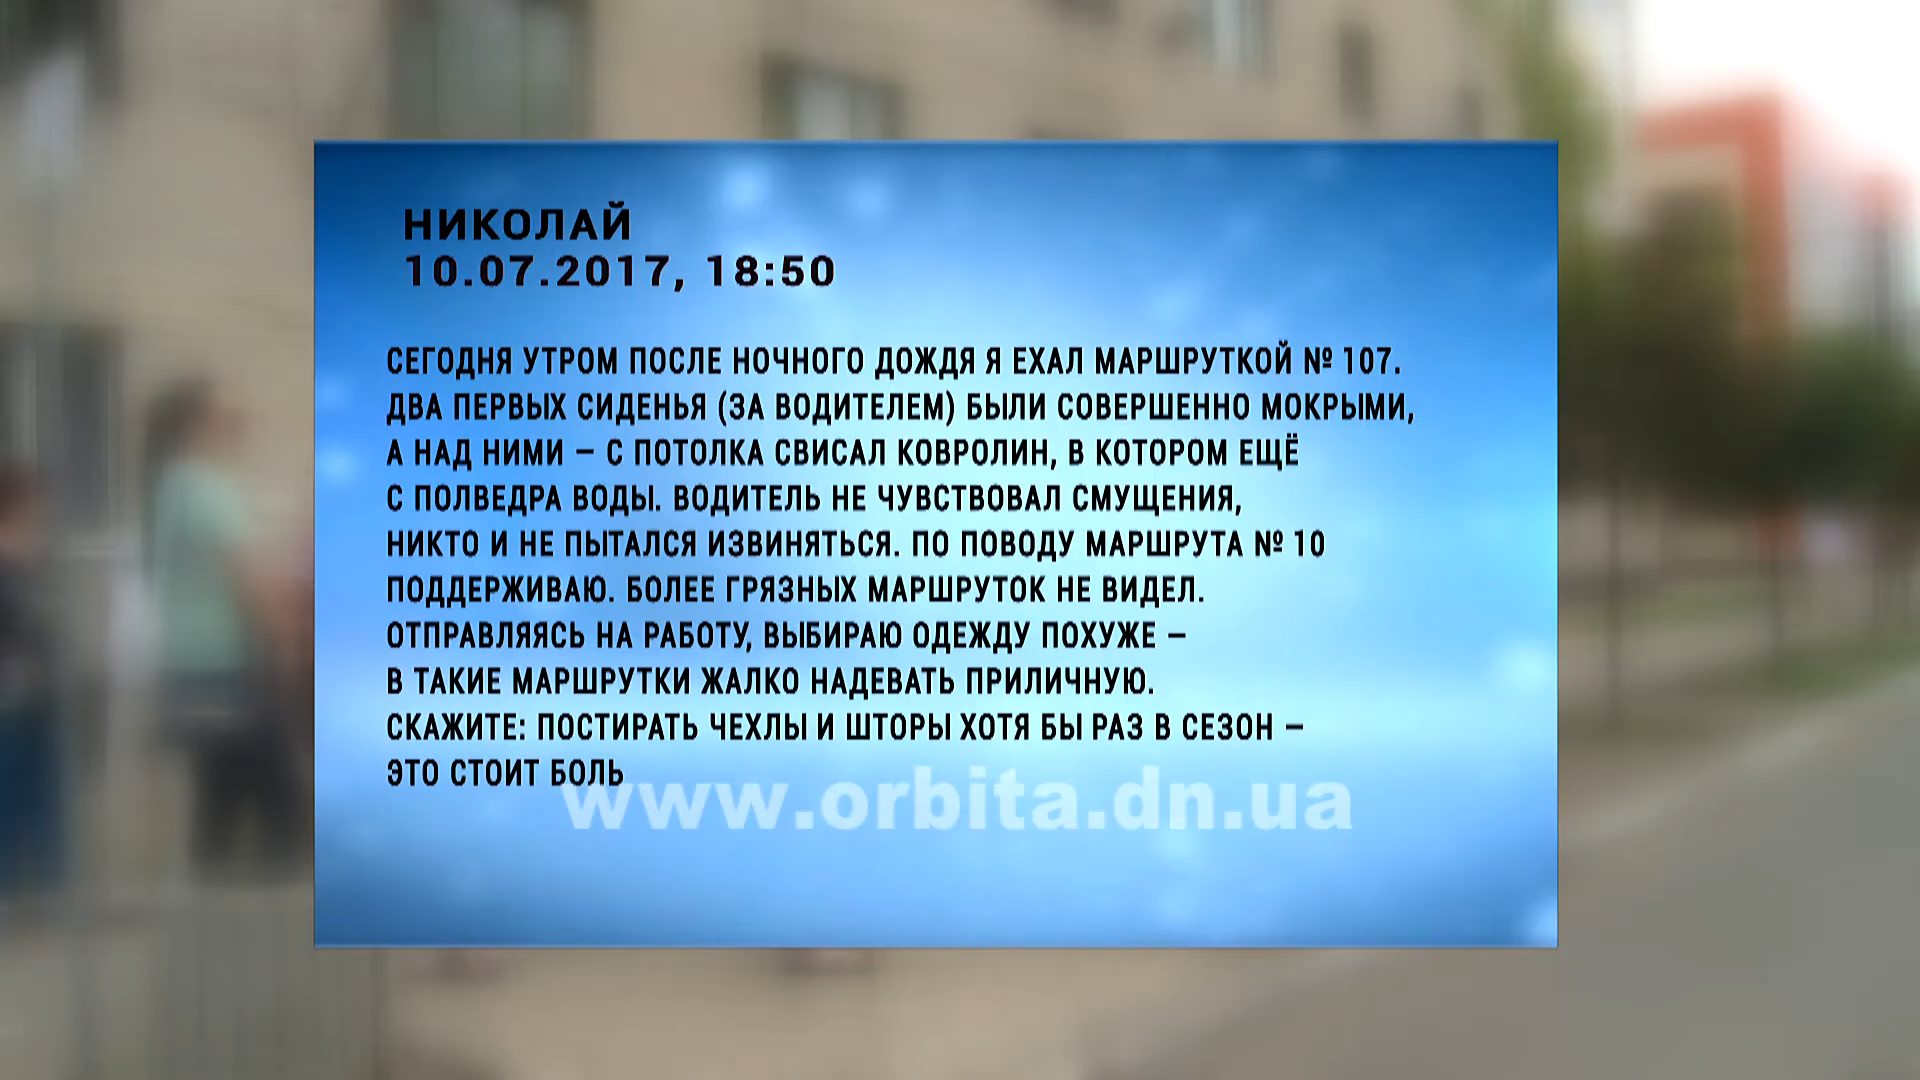 НИКОЛАЙ
10.07.2017, 18:50
СЕГОДНЯ УТРОМ ПОСЛЕ НОЧНОГО ДОЖДЯ Я ЕХАЛ МАРШРУТКОЙ № 107.
ДВА ПЕРВЫХ СИДЕНЬЯ (ЗА ВОДИТЕЛЕМ) БЫЛИ СОВЕРШЕННО МОКРЫМИ,
А НАД НИМИ – С ПОТОЛКА СВИСАЛ КОВРОЛИН, В КОТОРОМ ЕЩЁ
С ПОЛВЕДРА ВОДЫ. ВОДИТЕЛЬ НЕ ЧУВСТВОВАЛ СМУЩЕНИЯ,
НИКТО И НЕ ПЫТАЛСЯ ИЗВИНЯТЬСЯ. ПО ПОВОДУ МАРШРУТА № 10
ПОДДЕРЖИВАЮ. БОЛЕЕ ГРЯЗНЫХ МАРШРУТОК НЕ ВИДЕЛ.
ОТПРАВЛЯЯСЬ НА РАБОТУ, ВЫБИРАЮ ОДЕЖДУ ПОХУЖЕ –
В ТАКИЕ МАРШРУТКИ ЖАЛКО НАДЕВАТЬ ПРИЛИЧНУЮ.
СКАЖИТЕ: ПОСТИРАТЬ ЧЕХЛЫ И ШТОРЫ ХОТЯ БЫ РАЗ В СЕЗОН –
ЭТО СТОИТ БОЛЬ
www.orbita.dn.ua